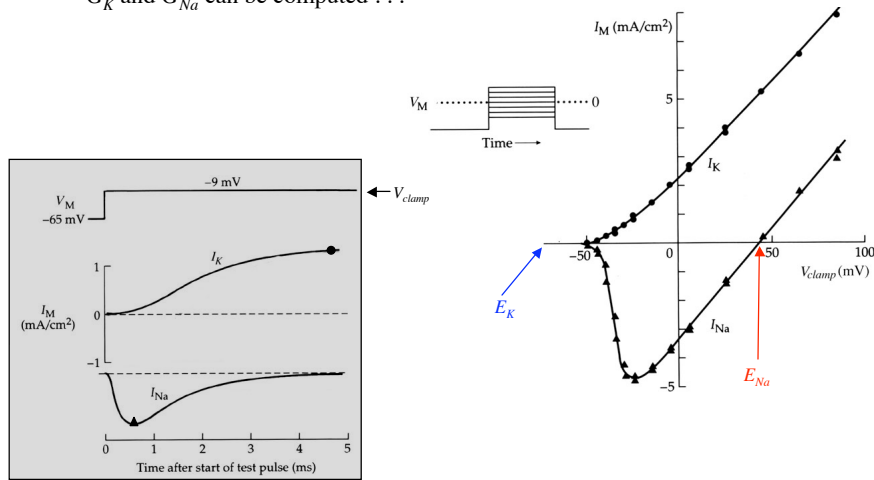 G_K and G_Na can be computed . . .
I_M (mA/cm²)
5
V_M
0
Time →
I_K
−9 mV
V_clamp
V_M
−65 mV
−50
0
50
100
V_clamp (mV)
I_K
1
E_K
I_M
(mA/cm²)
0
I_Na
−1
E_Na
−5
I_Na
0
1
2
3
4
5
Time after start of test pulse (ms)